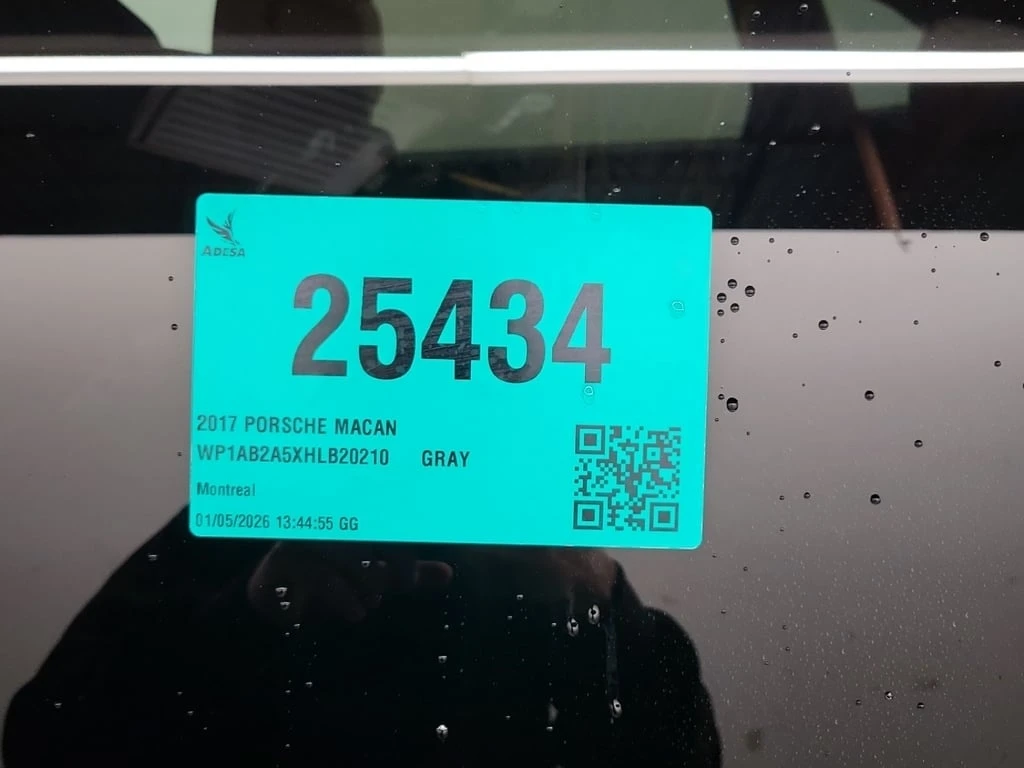 ADESA
25434
2017 PORSCHE MACAN
WP1AB2A5XHLB20210 GRAY
Montreal
01/05/2026 13:44:55 GG